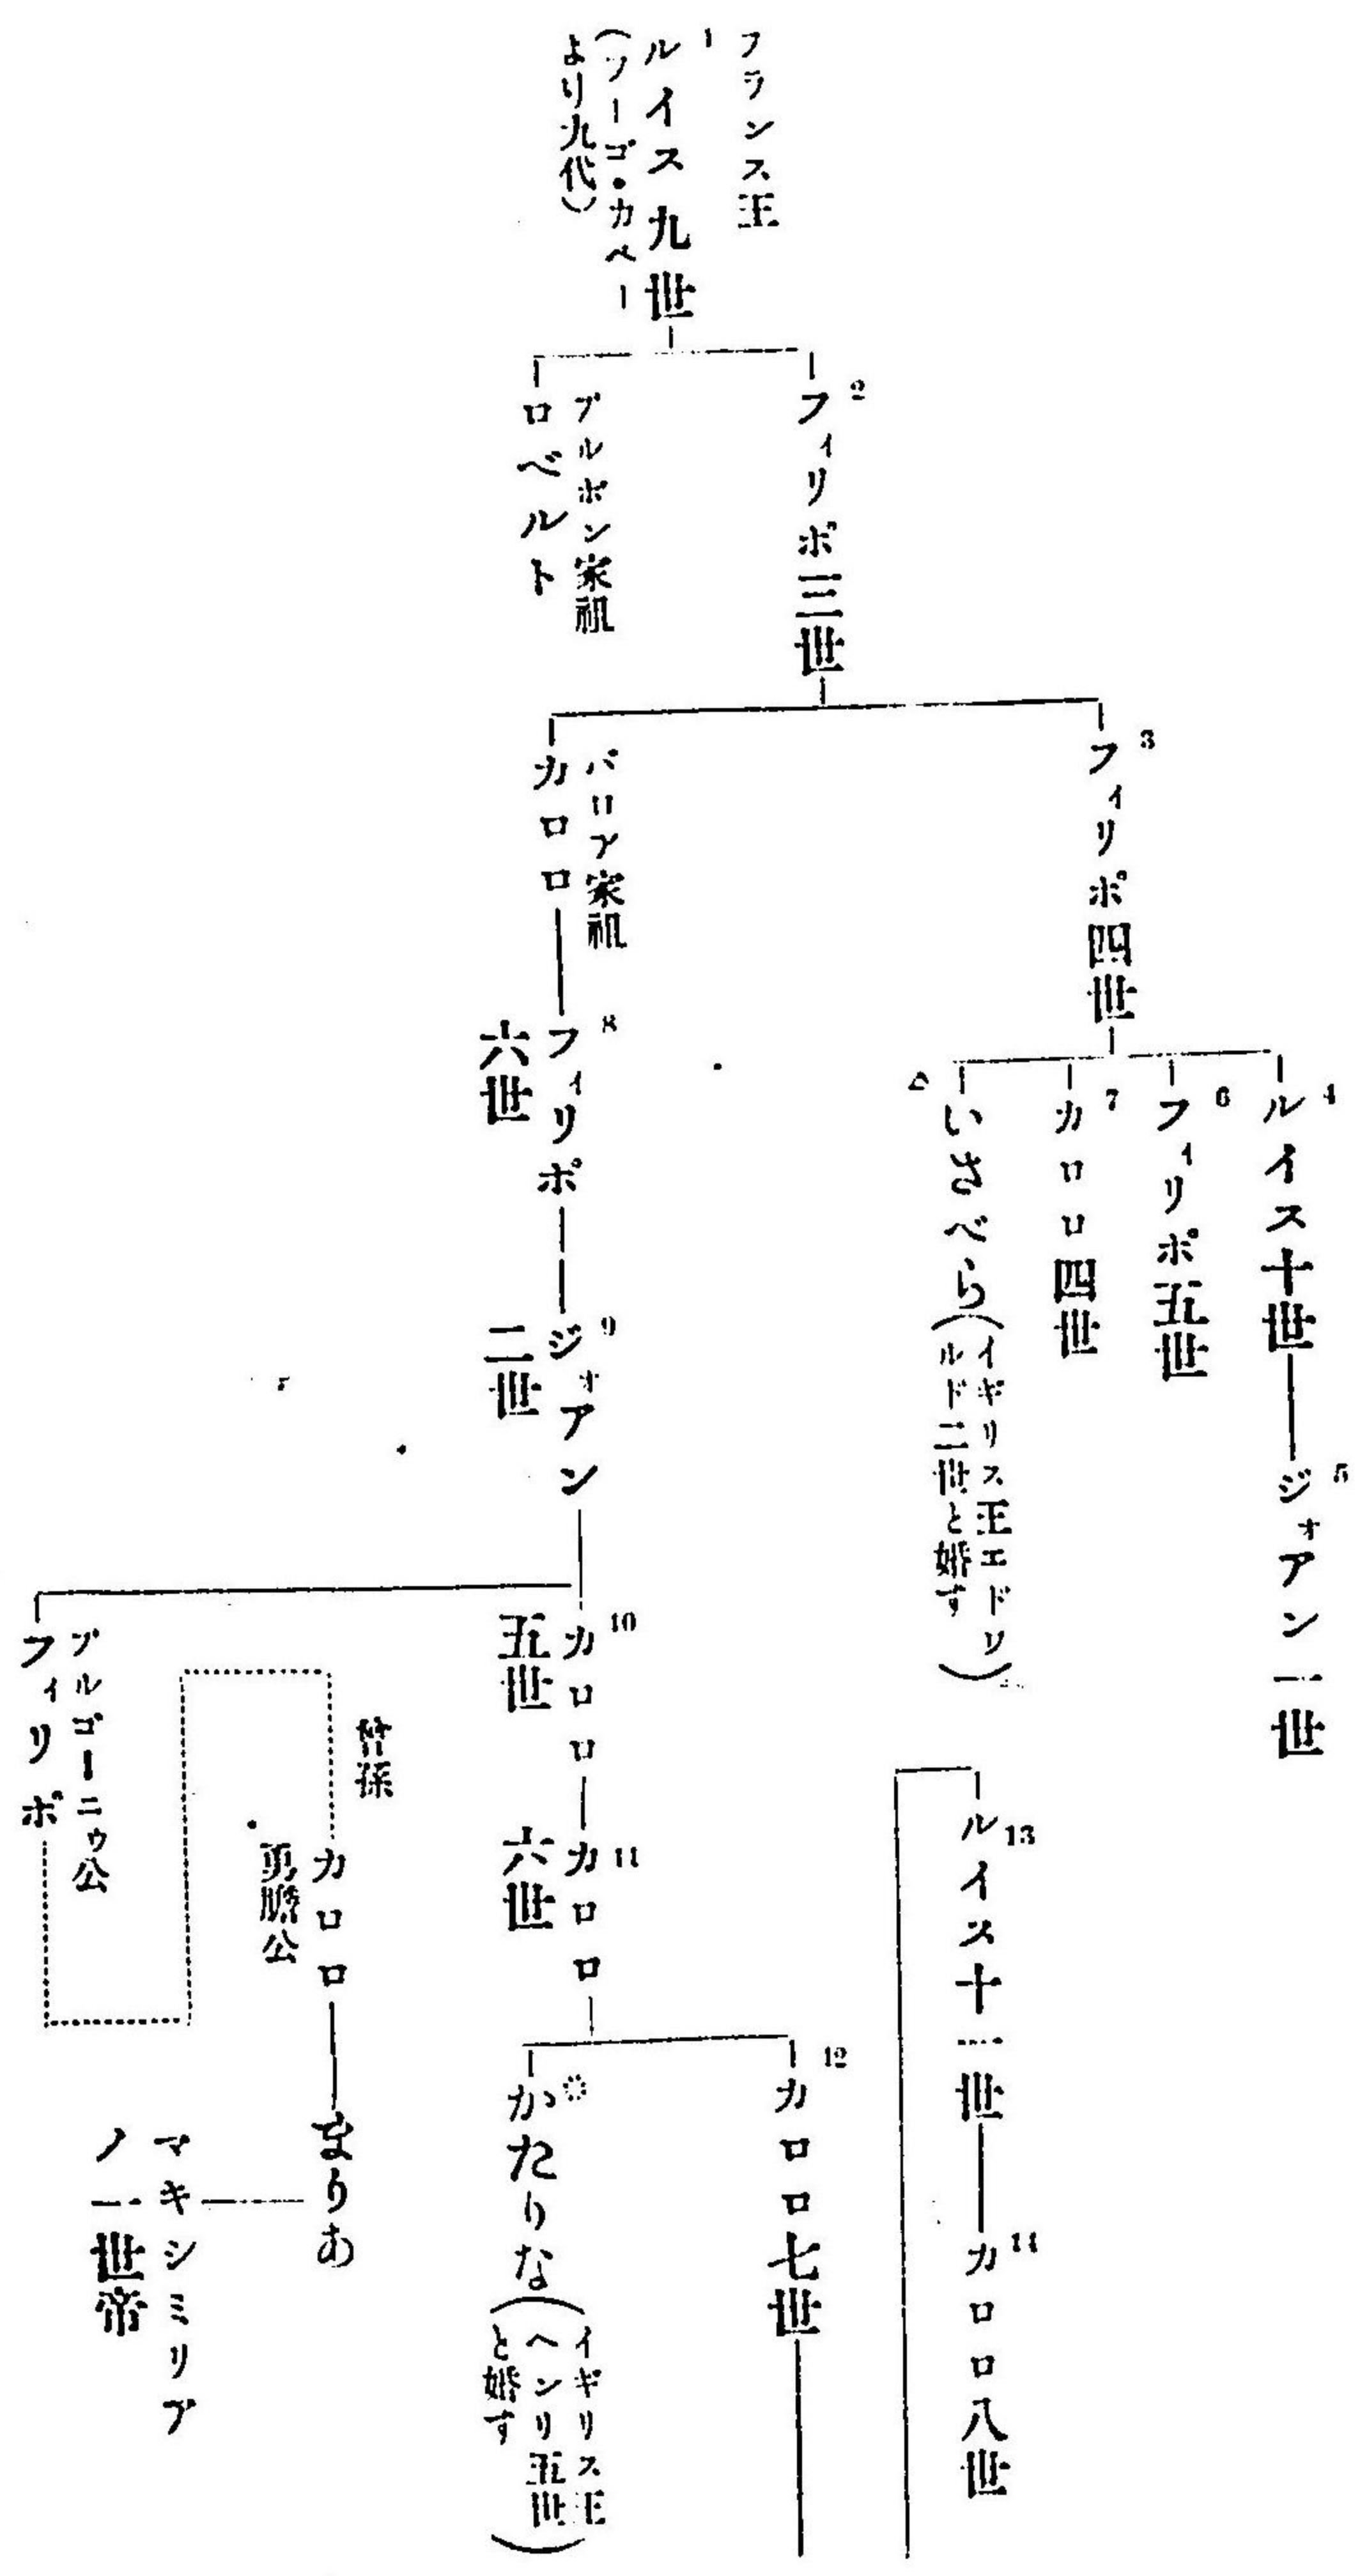 フランス王
1
ルイス九世
(フーゴ・カペー
より九代)
2
フィリポ三世
ブルボン家祖
ロベルト
3
フィリポ四世
バロア家祖
カロロ
4
ルイス十世
5
ジォアン一世
6
フィリポ五世
7
カロロ四世
△
いさべら
(イギリス王エドワ
ルド二世と婚す)
8
フィリポ
六世
9
ジォアン
二世
10
カロロ
五世
ブルゴーニゥ公
フィリポ
曾孫
カロロ
勇膽公
まりあ
マキシミリア
ノ一世帝
11
カロロ
六世
12
カロロ七世
※
かたりな
(イギリス王
ヘンリ五世
と婚す)
13
ルイス十一世
14
カロロ八世